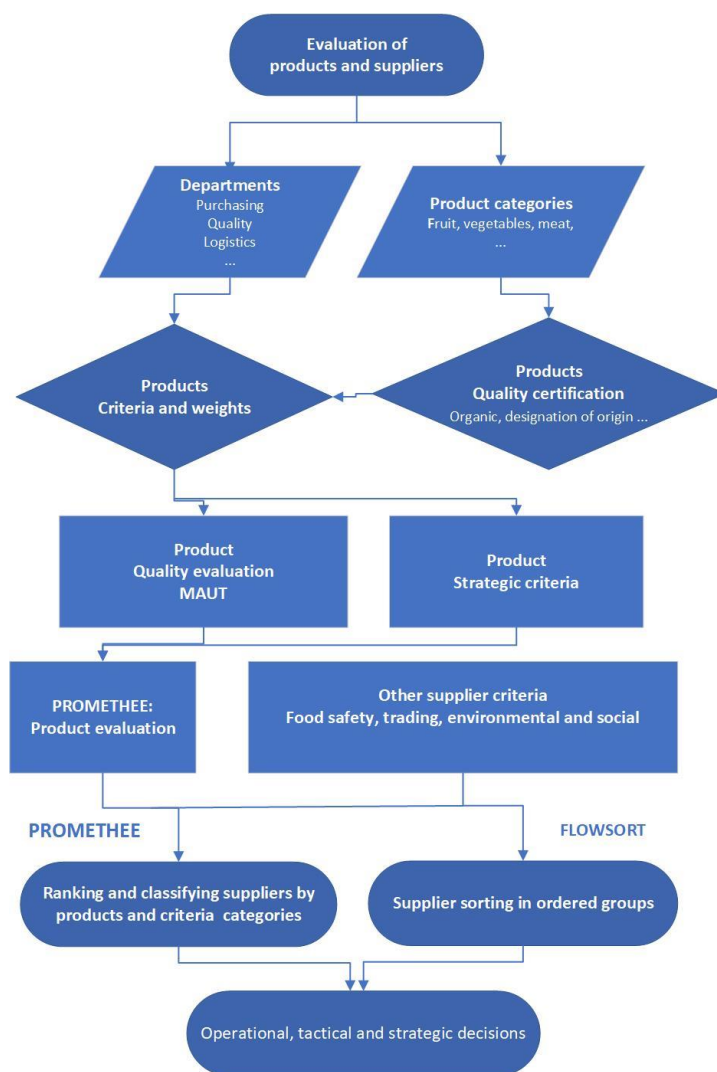 Evaluation of
products and suppliers
Departments
Purchasing
Quality
Logistics
...
Product categories
Fruit, vegetables, meat,
...
Products
Criteria and weights
Products
Quality certification
Organic, designation of origin ...
Product
Quality evaluation
MAUT
Product
Strategic criteria
PROMETHEE:
Product evaluation
Other supplier criteria
Food safety, trading, environmental and social
PROMETHEE
FLOWSORT
Ranking and classifying suppliers by
products and criteria categories
Supplier sorting in ordered groups
Operational, tactical and strategic decisions